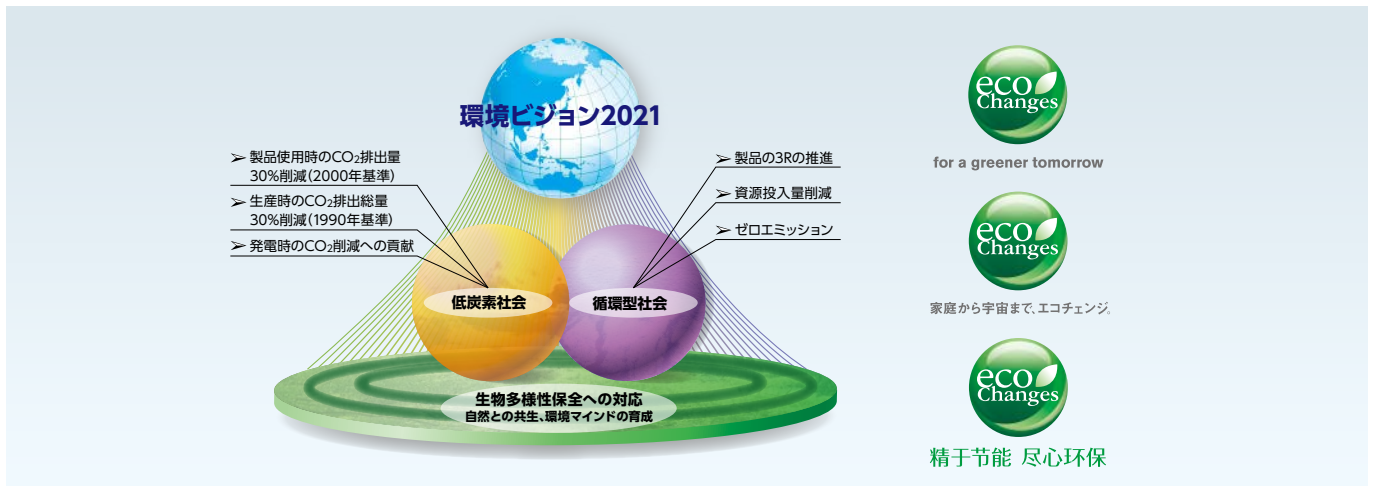 環境ビジョン2021
➢ 製品使用時のCO₂排出量
30%削減(2000年基準)
➢ 生産時のCO₂排出総量
30%削減(1990年基準)
➢ 発電時のCO₂削減への貢献
➢ 製品の3Rの推進
➢ 資源投入量削減
➢ ゼロエミッション
低炭素社会
循環型社会
生物多様性保全への対応
自然との共生、環境マインドの育成
eco
Changes
for a greener tomorrow
eco
Changes
家庭から宇宙まで、エコチェンジ。
eco
Changes
精于节能 尽心环保